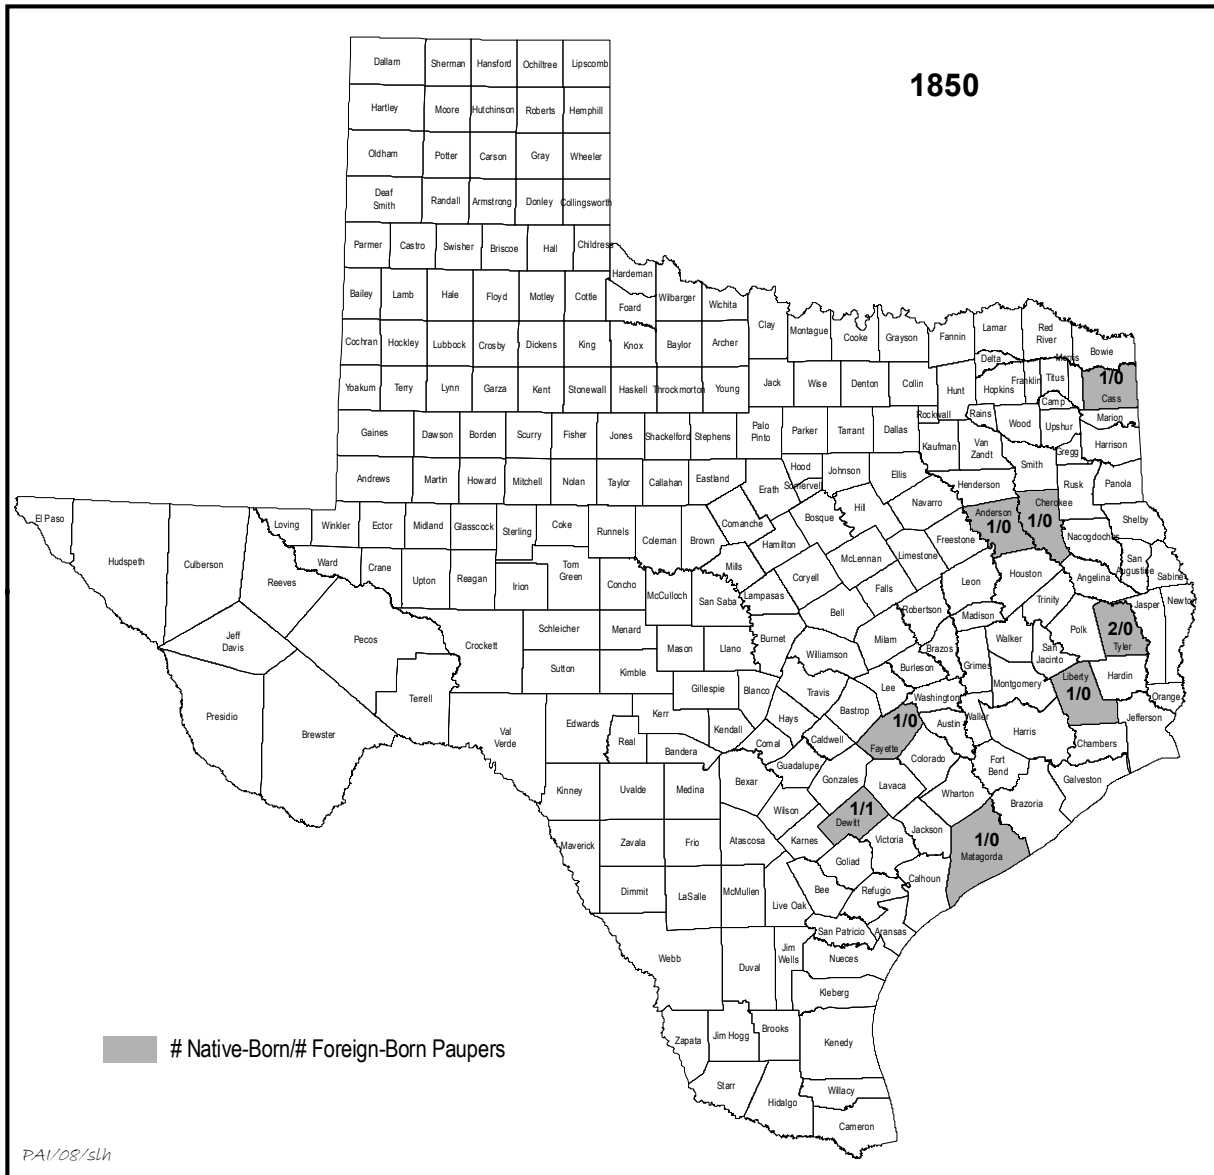 1850
Dallam Sherman Hansford Ochiltree Lipscomb
Hartley Moore Hutchinson Roberts Hemphill
Oldham Potter Carson Gray Wheeler
Deaf
Smith Randall Armstrong Donley Collingsworth
Parmer Castro Swisher Briscoe Hall Childress
Hardeman
Bailey Lamb Hale Floyd Motley Cottle Foard Wilbarger Wichita
Clay Montague Cooke Grayson Fannin Lamar Red
River Bowie
Cochran Hockley Lubbock Crosby Dickens King Knox Baylor Archer
Delta Morris
Yoakum Terry Lynn Garza Kent Stonewall Haskell Throckmorton Young Jack Wise Denton Collin Hunt Hopkins Franklin Titus 1/0
Cass
Camp
Rockwall Rains Wood Upshur Marion
Gaines Dawson Borden Scurry Fisher Jones Shackelford Stephens Palo
Pinto Parker Tarrant Dallas Kaufman Van
Zandt Gregg Harrison
Andrews Martin Howard Mitchell Nolan Taylor Callahan Eastland Erath Hood Somervell Johnson Ellis Henderson Smith Rusk Panola
El Paso Hudspeth Culberson Reeves Loving Winkler Ector Midland Glasscock Sterling Coke Runnels Coleman Brown Comanche Bosque Hill Navarro Anderson
1/0
Cherokee
1/0
Nacogdoches Shelby
Ward Crane Upton Reagan Irion Tom
Green Concho Mills Hamilton McLennan Limestone Freestone Houston Angelina San
Augustine Sabine
McCulloch San Saba Lampasas Coryell Falls Leon Trinity
Jeff
Davis Pecos Crockett Schleicher Menard Bell Robertson Madison Polk 2/0
Tyler
Jasper Newton
Mason Llano Burnet Williamson Milam Brazos Grimes Walker San
Jacinto
Sutton Kimble Burleson Montgomery Liberty
1/0
Hardin
Presidio Brewster Terrell Val
Verde Edwards Gillespie Blanco Travis Lee Washington Orange
Real Kerr Kendall Hays Bastrop 1/0
Fayette
Austin Waller Harris Jefferson
Bandera Comal Caldwell Chambers
Kinney Uvalde Medina Bexar Guadalupe Gonzales Lavaca Colorado Fort
Bend Galveston
Wilson 1/1
Dewitt
Wharton Brazoria
Maverick Zavala Frio Atascosa Karnes Victoria Jackson 1/0
Matagorda
Goliad Calhoun
Dimmit LaSalle McMullen Live Oak Bee Refugio
San Patricio Aransas
Webb Duval Jim
Wells Nueces
Kleberg
Zapata Jim Hogg Brooks Kenedy
Starr Hidalgo Willacy
Cameron
# Native-Born/# Foreign-Born Paupers
PAI/08/slh